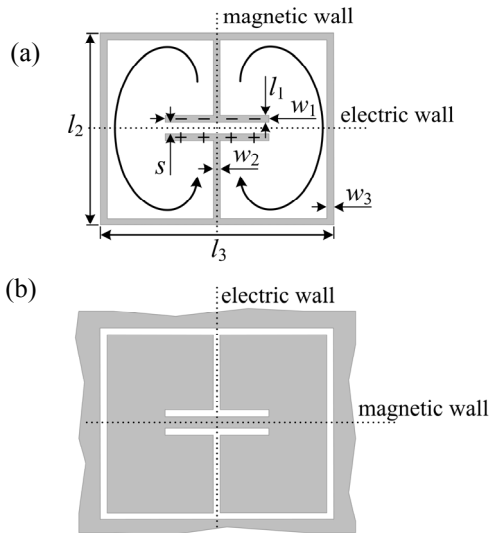 magnetic wall
(a)
l1
w1
electric wall
l2
− − − −
+ + + +
s
w2
w3
l3
(b)
electric wall
magnetic wall